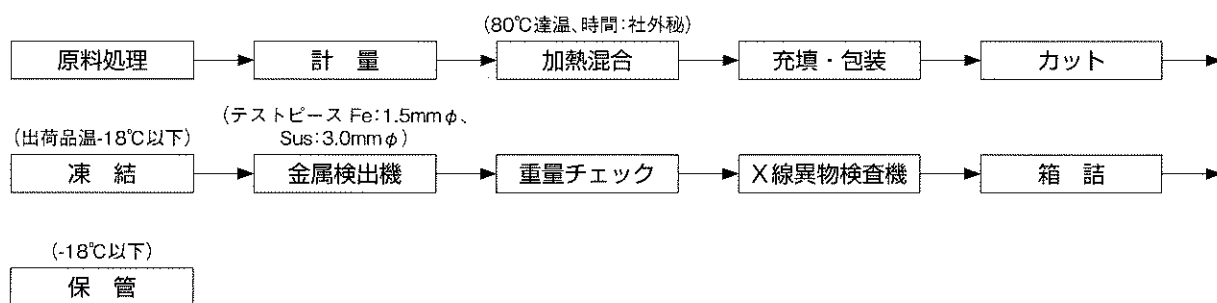 (80℃達温、時間:社外秘)
原料処理 計 量 加熱混合 充填・包装 カット
(出荷品温-18℃以下) (テストピース Fe:1.5mmφ、
Sus:3.0mmφ)
凍 結 金属検出機 重量チェック X線異物検査機 箱 詰
(-18℃以下)
保 管